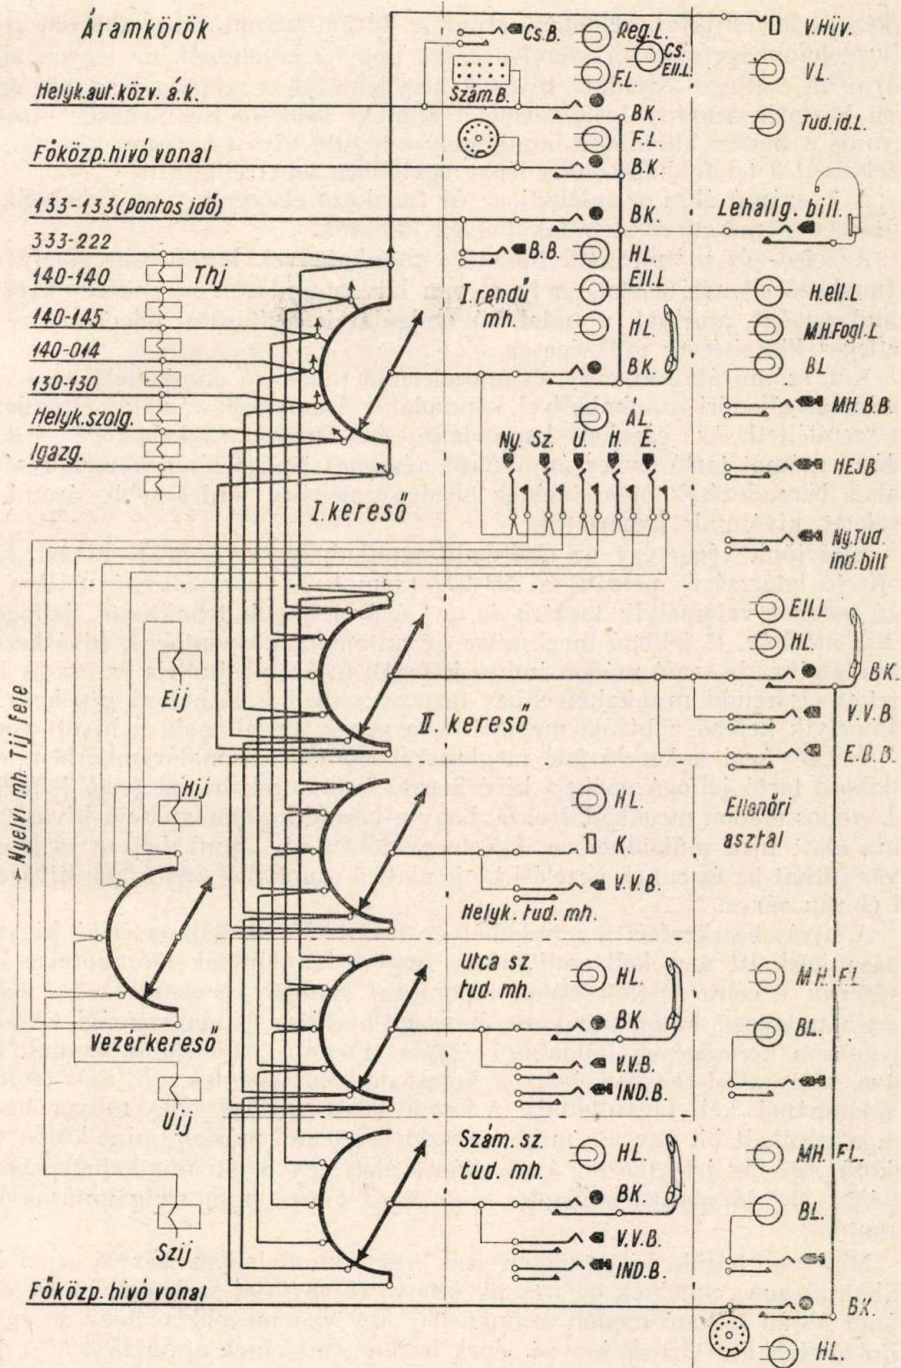 Áramkörök
Cs.B.
Reg.L.
Cs. Ell.L.
V.Hüv.
Szám.B.
F.L.
V.L.
Helyk.aut.közv. á.k.
BK.
Tud.id.L.
F.L.
Főközp.hivó vonal
B.K.
133-133 (Pontos idő)
BK.
Lehallg. bill.
333-222
B.B.
HL.
140-140
Thj
I.rendű mh.
Ell.L
H.ell.L
140-145
HL.
M.H.Fogl.L.
140-014
BK.
BL
130-130
MH.B.B.
Helyk.szolg.
AL.
Igazg.
Ny. Sz. U. H. E.
HEJB
I.kereső
Ny.Tud. ind.bill
Ell.L
HL.
BK.
Eij
II. kereső
V.V.B
E.B.B.
Nyelvi mh. Tij fele
Hij
HL.
Ellenőri asztal
K
V.V.B.
Helyk. tud. mh.
Utca sz. tud. mh.
HL.
MH. FL.
BK
BL.
Vezérkereső
V.V.B.
IND.B.
Uij
Szám. sz. tud. mh.
HL.
MH. FL.
BK.
BL.
V.V.B.
Szij
IND.B.
Főközp. hivó vonal
BK.
HL.